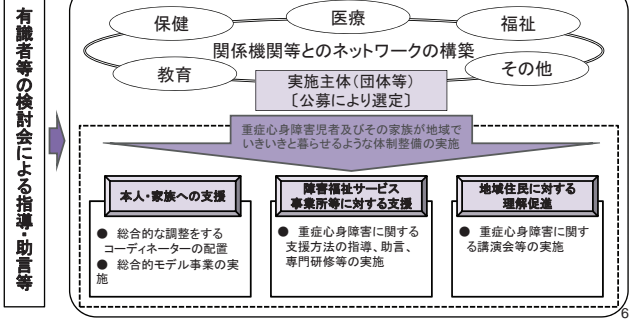 有識者等の検討会による指導・助言等
保健
医療
福祉
関係機関等とのネットワークの構築
教育
その他
実施主体（団体等）
〔公募により選定〕
重症心身障害児者及びその家族が地域で
いきいきと暮らせるような体制整備の実施
本人・家族への支援
● 総合的な調整をする
コーディネーターの配置
● 総合的モデル事業の実
施
障害福祉サービス
事業所等に対する支援
● 重症心身障害に関する
支援方法の指導、助言、
専門研修等の実施
地域住民に対する
理解促進
● 重症心身障害に関す
る講演会等の実施
6